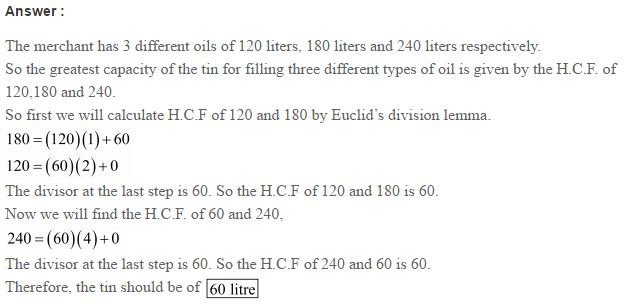 Answer :
The merchant has 3 different oils of 120 liters, 180 liters and 240 liters respectively.
So the greatest capacity of the tin for filling three different types of oil is given by the H.C.F. of
120,180 and 240.
So first we will calculate H.C.F of 120 and 180 by Euclid's division lemma.
180 = (120)(1) + 60
120 = (60)(2) + 0
The divisor at the last step is 60. So the H.C.F of 120 and 180 is 60.
Now we will find the H.C.F. of 60 and 240,
240 = (60)(4) + 0
The divisor at the last step is 60. So the H.C.F of 240 and 60 is 60.
Therefore, the tin should be of 60 litre